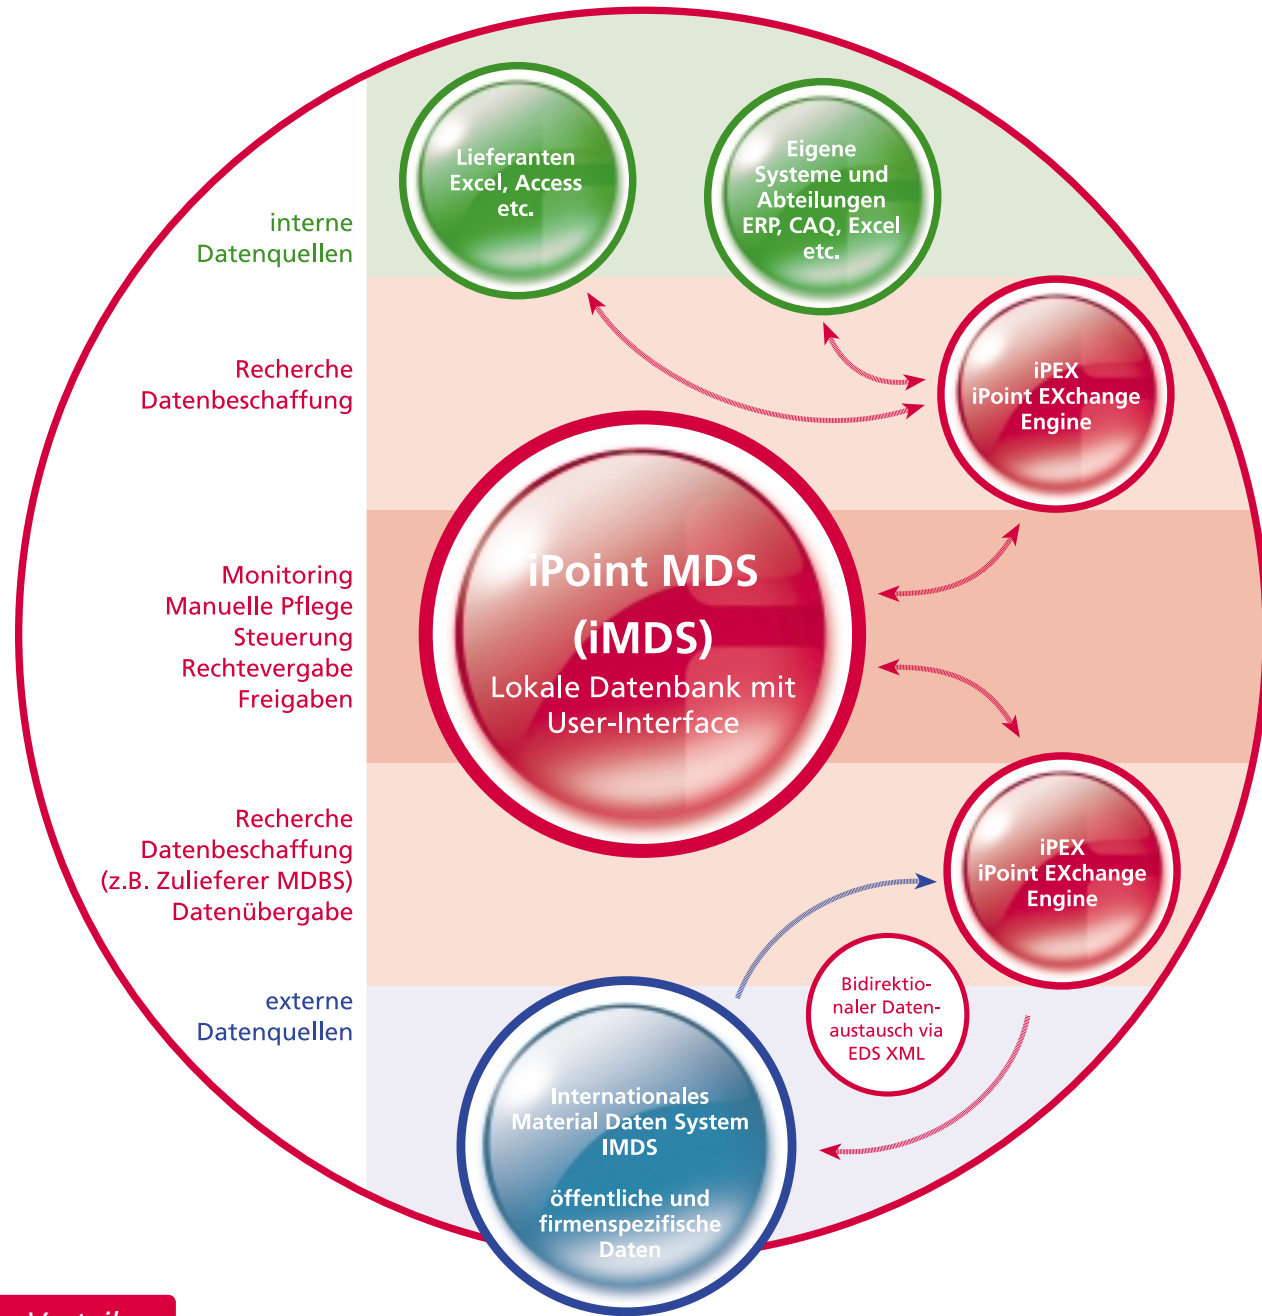 Lieferanten
Excel, Access
etc.
Eigene
Systeme und
Abteilungen
ERP, CAQ, Excel
etc.
interne
Datenquellen
Recherche
Datenbeschaffung
iPEX
iPoint EXchange
Engine
Monitoring
Manuelle Pflege
Steuerung
Rechtevergabe
Freigaben
iPoint MDS
(iMDS)
Lokale Datenbank mit
User-Interface
Recherche
Datenbeschaffung
(z.B. Zulieferer MDBS)
Datenübergabe
iPEX
iPoint EXchange
Engine
externe
Datenquellen
Bidirektio-
naler Daten-
austausch via
EDS XML
Internationales
Material Daten System
IMDS
öffentliche und
firmenspezifische
Daten